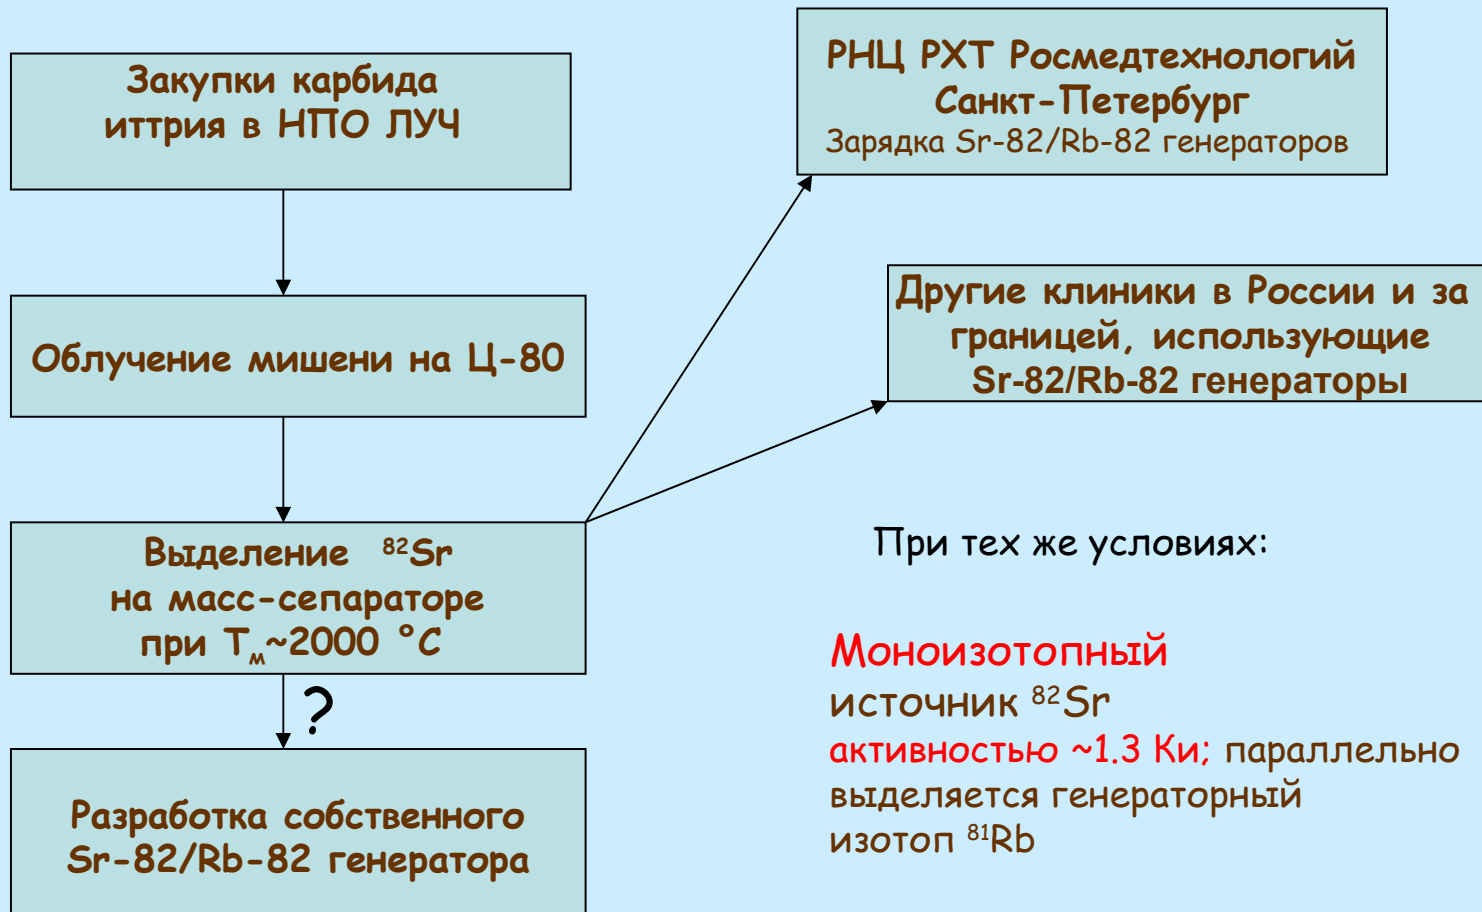 Закупки карбида
иттрия в НПО ЛУЧ
Облучение мишени на Ц-80
Выделение ⁸²Sr
на масс-сепараторе
при Tм~2000 °C
?
Разработка собственного
Sr-82/Rb-82 генератора
РНЦ РХТ Росмедтехнологий
Санкт-Петербург
Зарядка Sr-82/Rb-82 генераторов
Другие клиники в России и за
границей, использующие
Sr-82/Rb-82 генераторы
При тех же условиях:
Моноизотопный
источник ⁸²Sr
активностью ~1.3 Ки; параллельно
выделяется генераторный
изотоп ⁸¹Rb